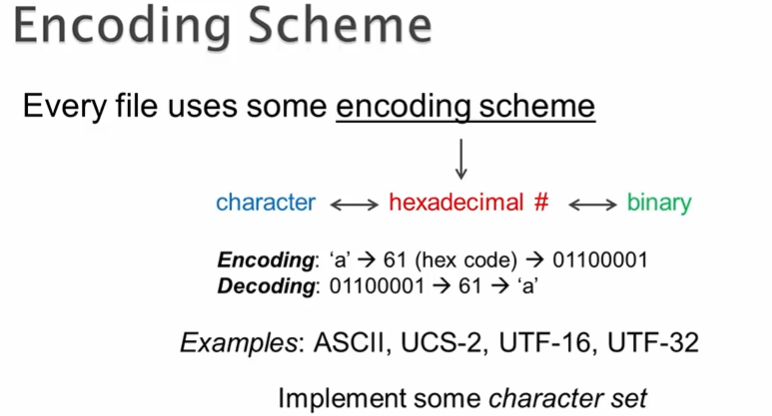 Encoding Scheme
Every file uses some encoding scheme
character ↔ hexadecimal # ↔ binary
Encoding: ‘a’ → 61 (hex code) → 01100001
Decoding: 01100001 → 61 → ‘a’
Examples: ASCII, UCS-2, UTF-16, UTF-32
Implement some character set